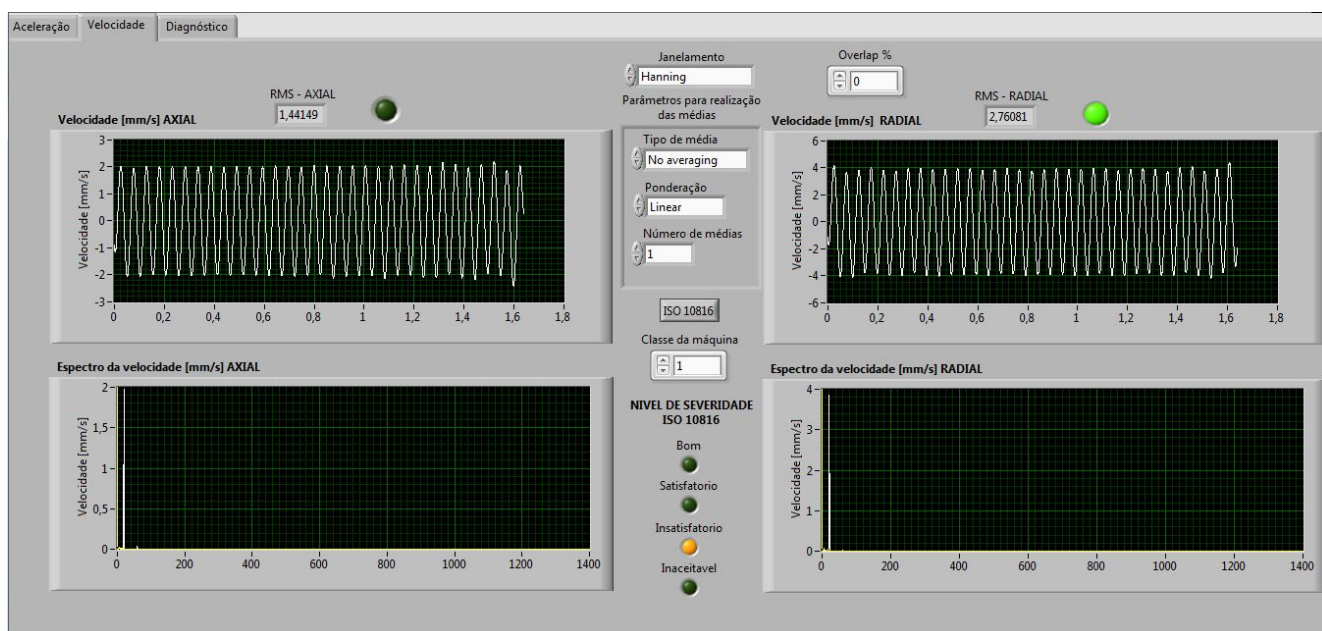 Aceleração Velocidade Diagnóstico
RMS - AXIAL
1,44149
Velocidade [mm/s] AXIAL
Velocidade [mm/s]
3
2
1
0
-1
-2
-3
0 0,2 0,4 0,6 0,8 1 1,2 1,4 1,6 1,8
Espectro da velocidade [mm/s] AXIAL
Velocidade [mm/s]
2
1,5
1
0,5
0
0 200 400 600 800 1000 1200 1400
Janelamento
Hanning
Parâmetros para realização
das médias
Tipo de média
No averaging
Ponderação
Linear
Número de médias
1
ISO 10816
Classe da máquina
1
NIVEL DE SEVERIDADE
ISO 10816
Bom
Satisfatorio
Insatisfatorio
Inaceitavel
Overlap %
0
RMS - RADIAL
2,76081
Velocidade [mm/s] RADIAL
Velocidade [mm/s]
6
4
2
0
-2
-4
-6
0 0,2 0,4 0,6 0,8 1 1,2 1,4 1,6 1,8
Espectro da velocidade [mm/s] RADIAL
Velocidade [mm/s]
4
3
2
1
0
0 200 400 600 800 1000 1200 1400